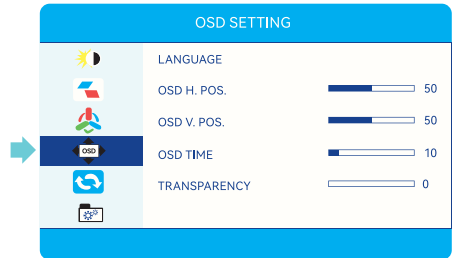 OSD SETTING
LANGUAGE
OSD H. POS. 50
OSD V. POS. 50
OSD
OSD TIME 10
TRANSPARENCY 0